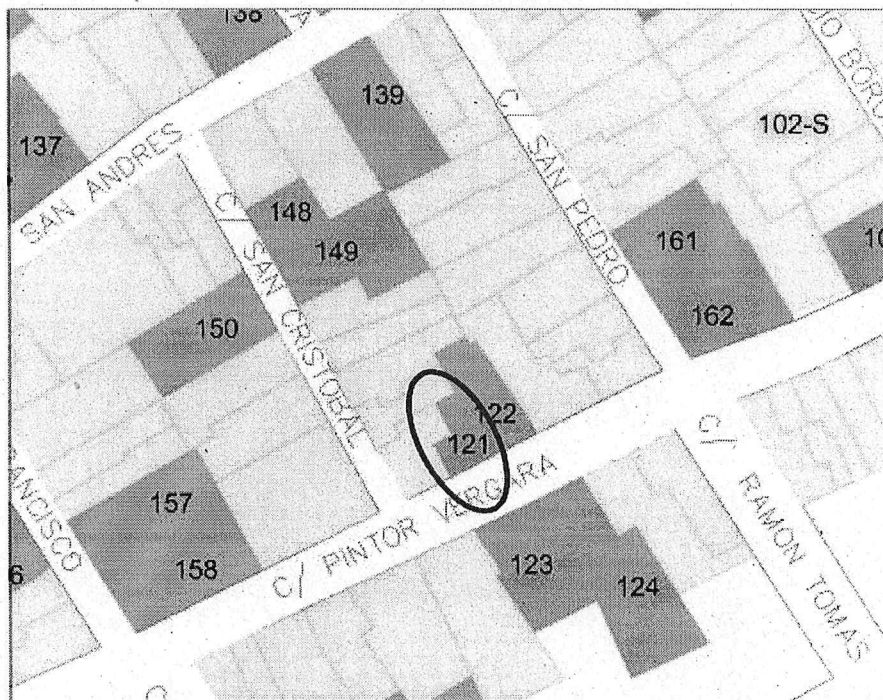 138
139
137
SAN ANDRES
C/ SAN PEDRO
102-S
148
149
C/ SAN CRISTOBAL
161
162
150
122
121
C/ PINTOR VERGARA
C/ RAMON TOMAS
157
158
123
124